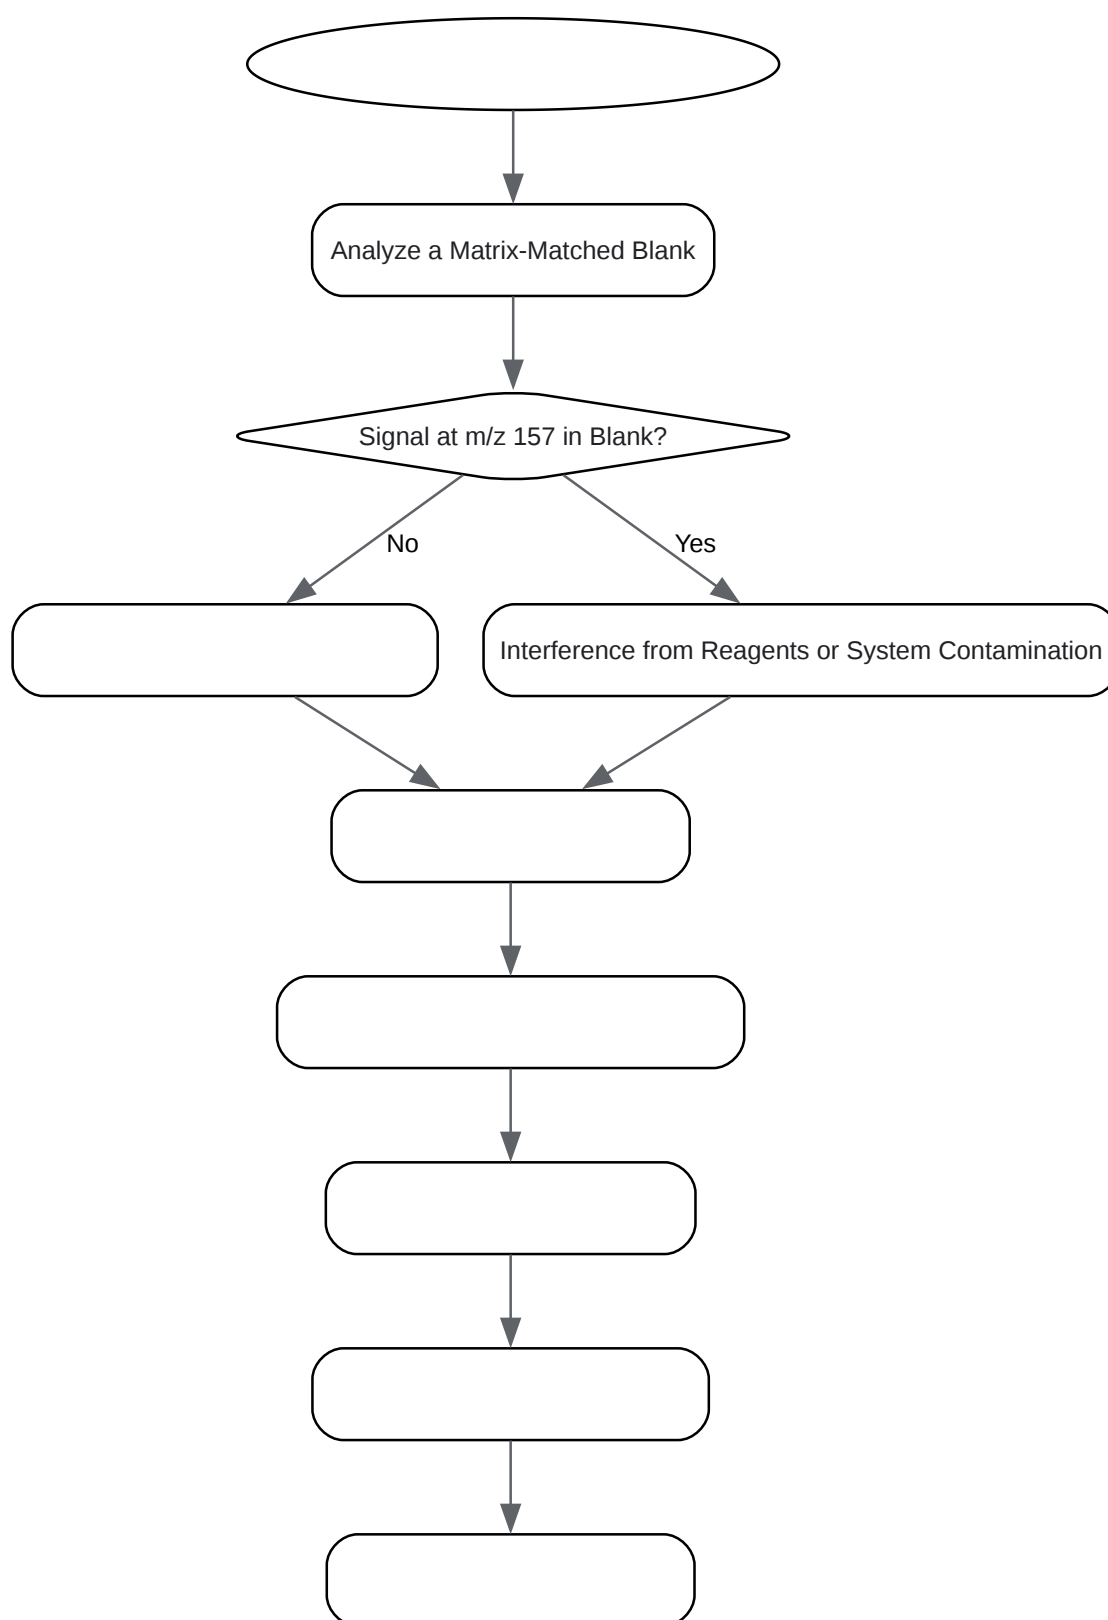 Analyze a Matrix-Matched Blank
Signal at m/z 157 in Blank?
No
Yes
Interference from Reagents or System Contamination